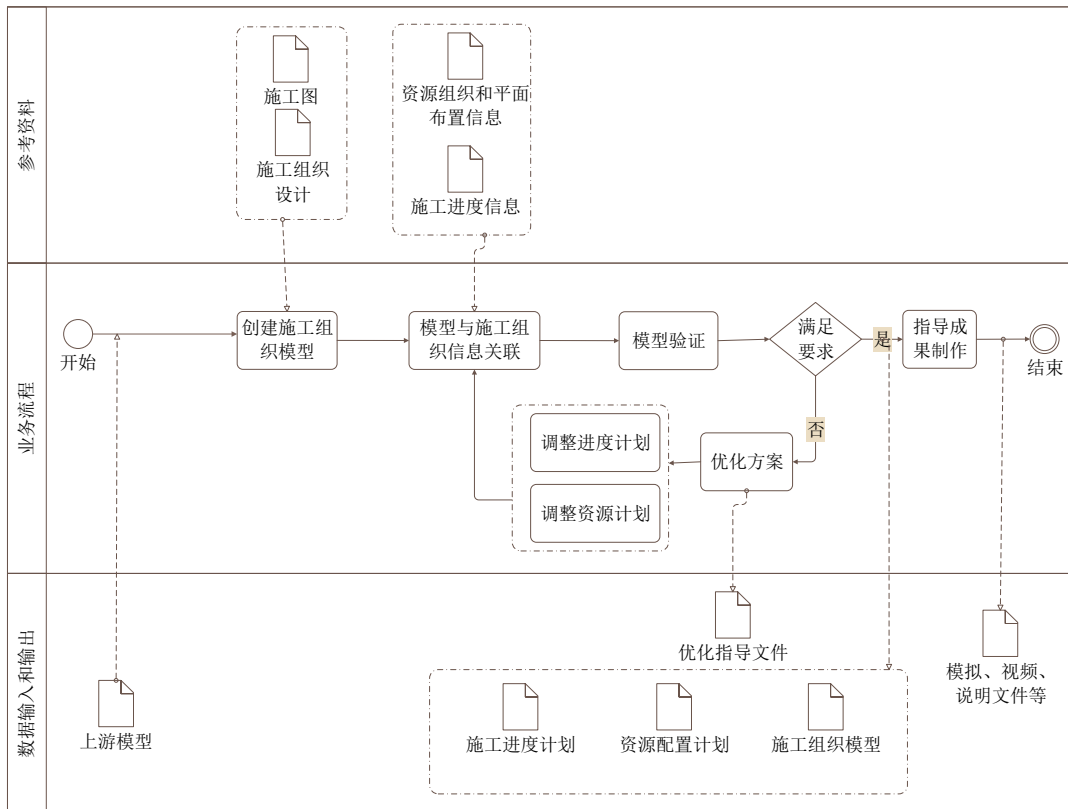 参考资料
施工图
施工组织
设计
资源组织和平面
布置信息
施工进度信息
业务流程
开始
创建施工组
织模型
模型与施工组
织信息关联
模型验证
满足
要求
是
指导成
果制作
结束
否
调整进度计划
调整资源计划
优化方案
数据输入和输出
上游模型
优化指导文件
施工进度计划
资源配置计划
施工组织模型
模拟、视频、
说明文件等